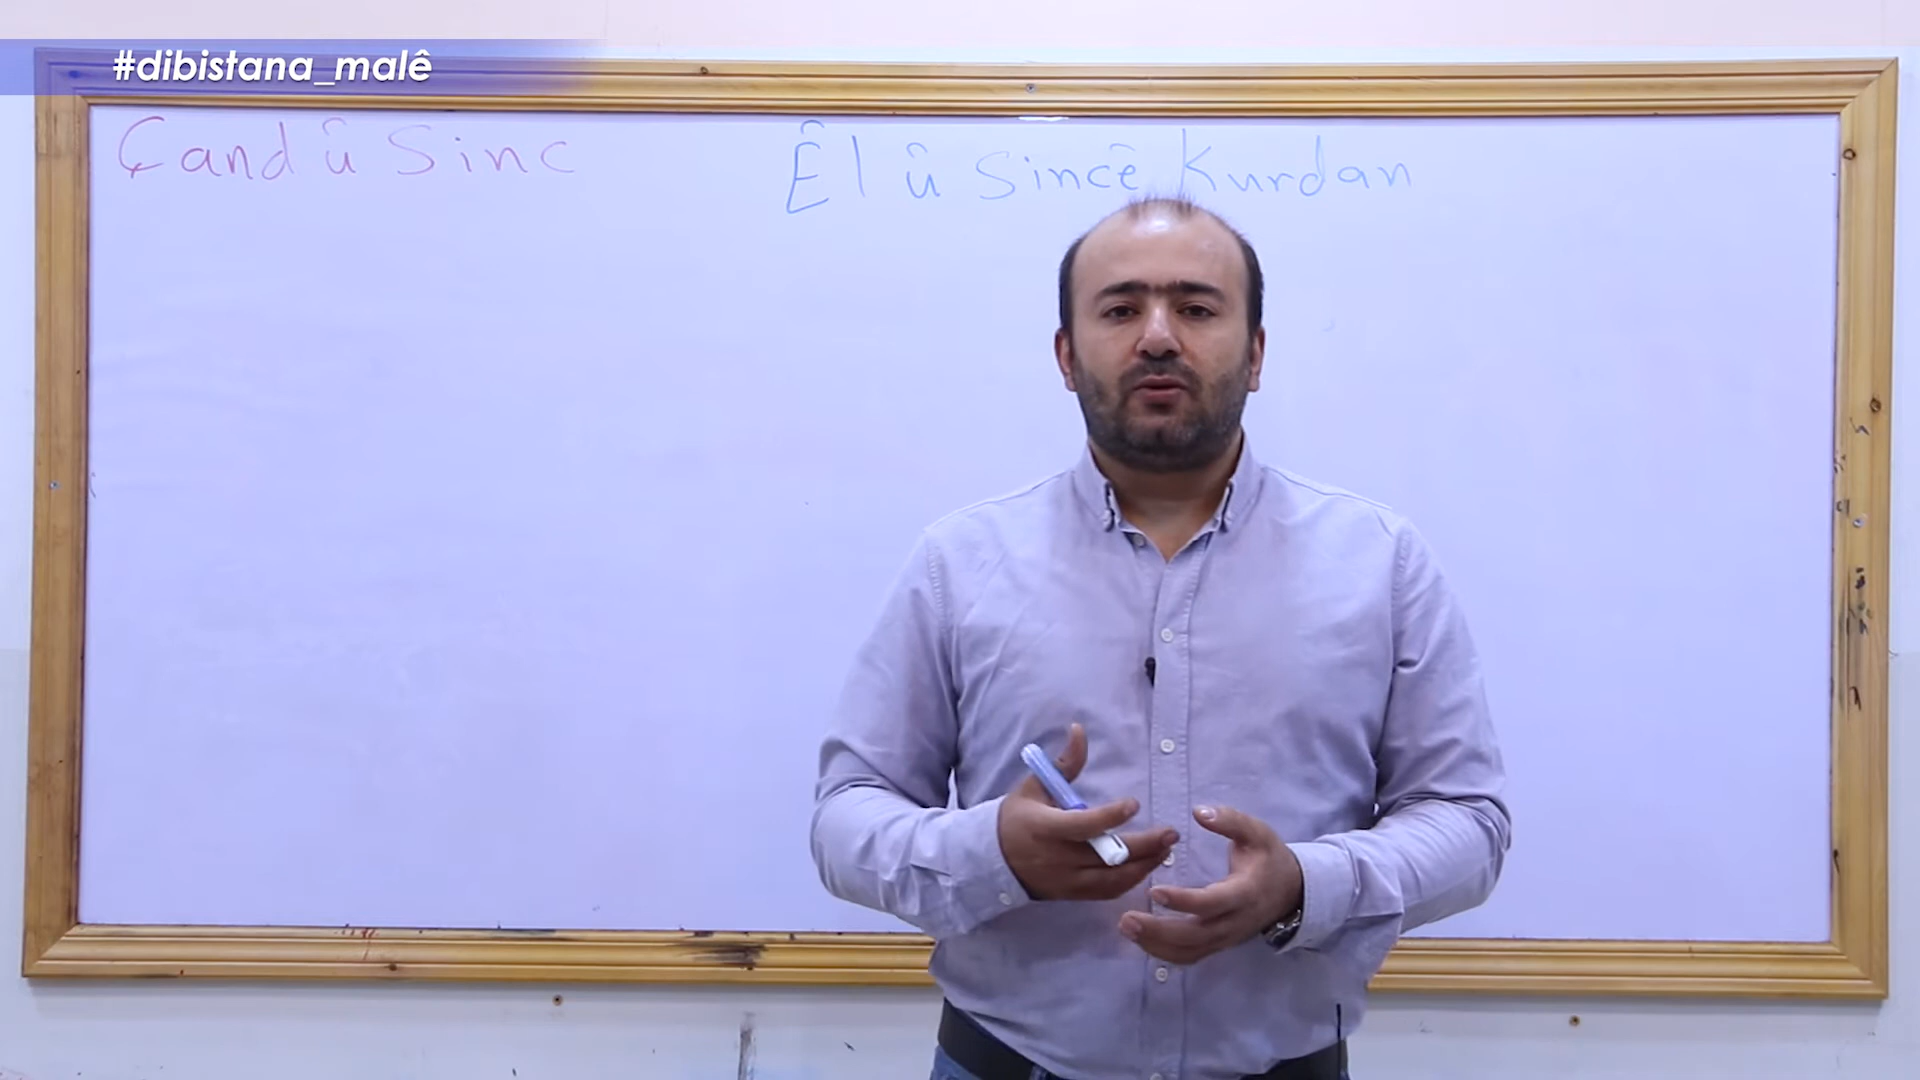 #dibistana_malê
Çand û Sinc
Êl û Sincê Kurdan